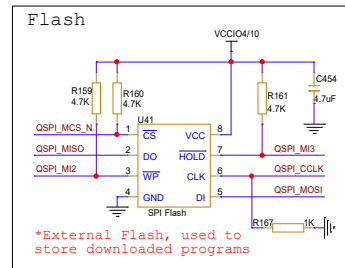 Flash
VCCIO4/10
R159
4.7K
R160
4.7K
R161
4.7K
C454
4.7uF
U41
QSPI_MCS_N
1
CS
VCC
8
QSPI_MISO
2
DO
HOLD
7
QSPI_MI3
QSPI_MI2
3
WP
CLK
6
QSPI_CCLK
4
GND
DI
5
QSPI_MOSI
SPI Flash
R167
1K
*External Flash, used to
store downloaded programs